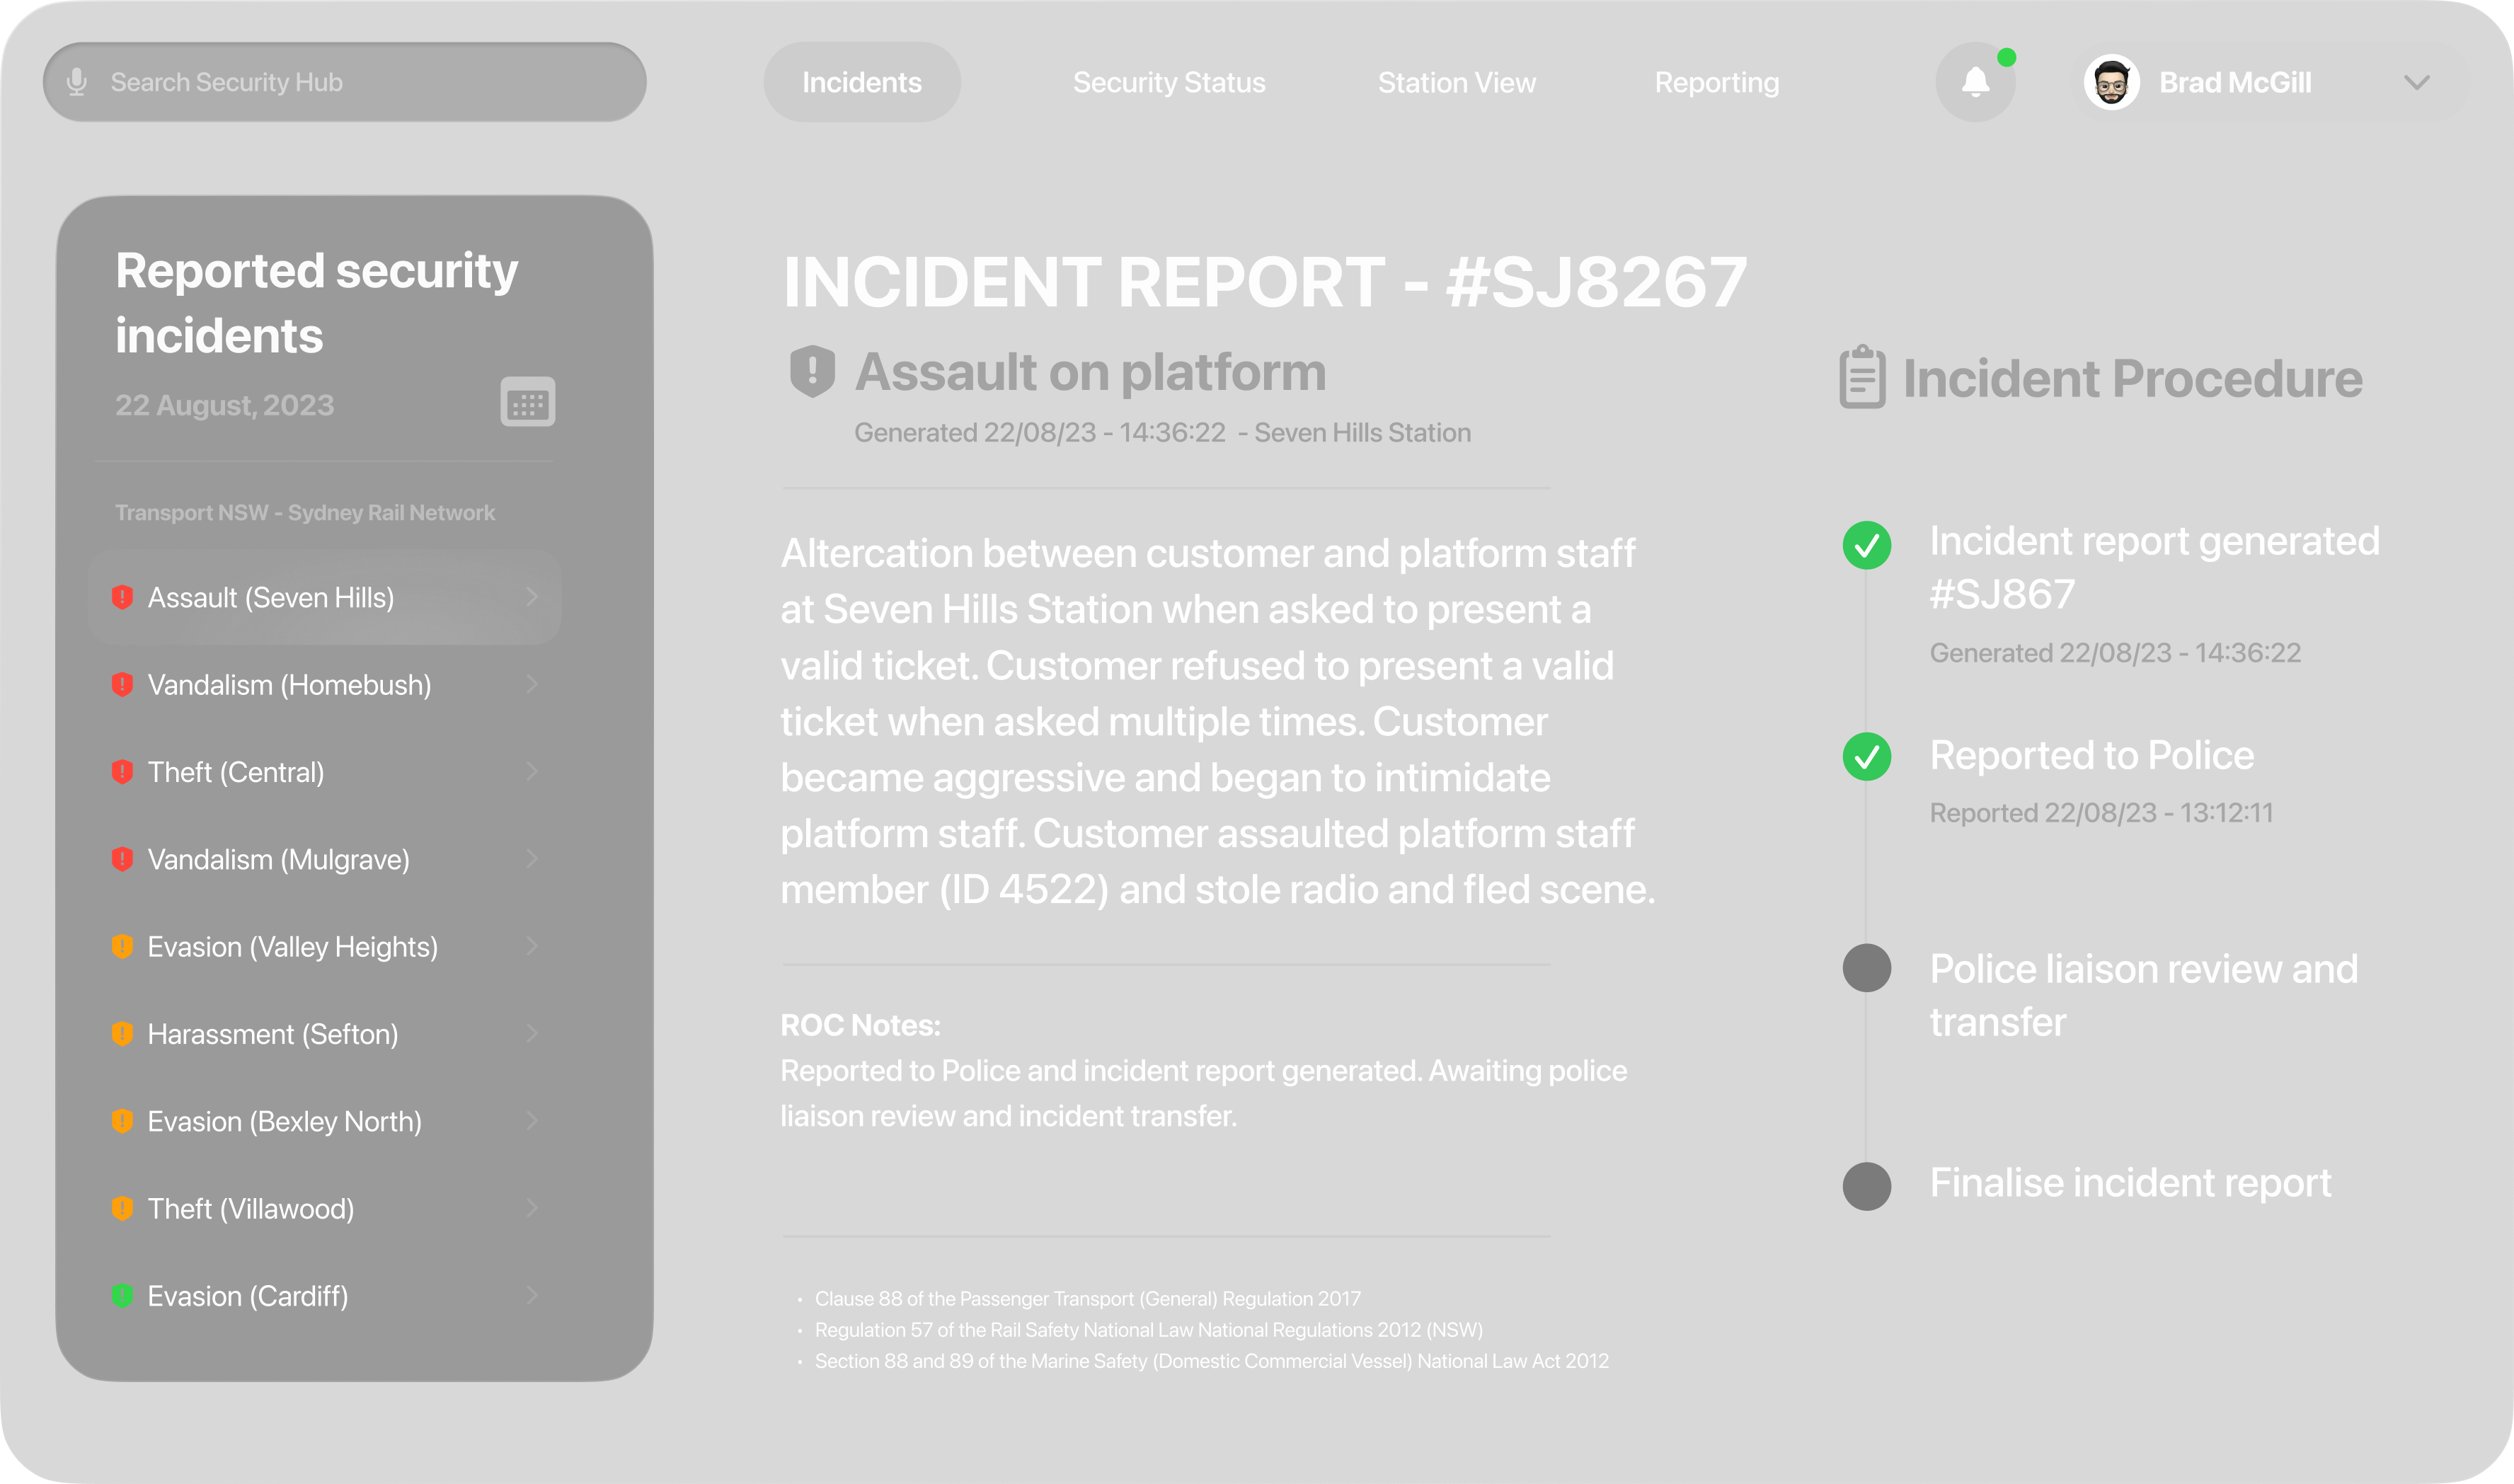 Search Security Hub
Incidents
Security Status
Station View
Reporting
Brad McGill
Reported security
incidents
22 August, 2023
Transport NSW - Sydney Rail Network
Assault (Seven Hills)
Vandalism (Homebush)
Theft (Central)
Vandalism (Mulgrave)
Evasion (Valley Heights)
Harassment (Sefton)
Evasion (Bexley North)
Theft (Villawood)
Evasion (Cardiff)
INCIDENT REPORT - #SJ8267
Assault on platform
Generated 22/08/23 - 14:36:22 - Seven Hills Station
Altercation between customer and platform staff
at Seven Hills Station when asked to present a
valid ticket. Customer refused to present a valid
ticket when asked multiple times. Customer
became aggressive and began to intimidate
platform staff. Customer assaulted platform staff
member (ID 4522) and stole radio and fled scene.
ROC Notes:
Reported to Police and incident report generated. Awaiting police
liaison review and incident transfer.
• Clause 88 of the Passenger Transport (General) Regulation 2017
• Regulation 57 of the Rail Safety National Law National Regulations 2012 (NSW)
• Section 88 and 89 of the Marine Safety (Domestic Commercial Vessel) National Law Act 2012
Incident Procedure
Incident report generated
#SJ867
Generated 22/08/23 - 14:36:22
Reported to Police
Reported 22/08/23 - 13:12:11
Police liaison review and
transfer
Finalise incident report